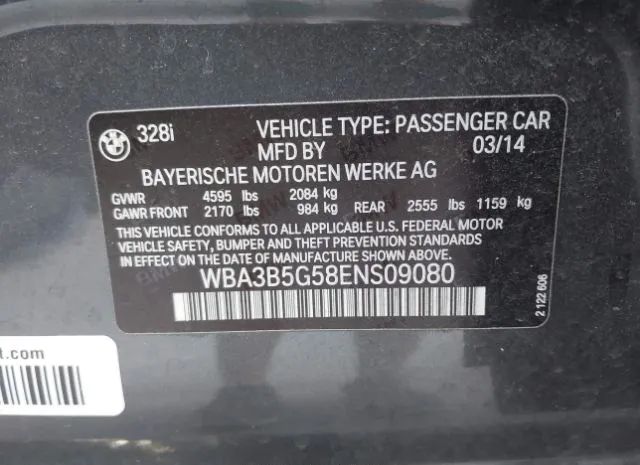 328i VEHICLE TYPE: PASSENGER CAR
MFD BY 03/14
BAYERISCHE MOTOREN WERKE AG
GVWR 4595 lbs 2084 kg
GAWR FRONT 2170 lbs 984 kg REAR 2555 lbs 1159 kg
THIS VEHICLE CONFORMS TO ALL APPLICABLE U.S. FEDERAL MOTOR
VEHICLE SAFETY, BUMPER AND THEFT PREVENTION STANDARDS
IN EFFECT ON THE DATE OF MANUFACTURE SHOWN ABOVE.
WBA3B5G58ENS09080
2 122 606
t.com